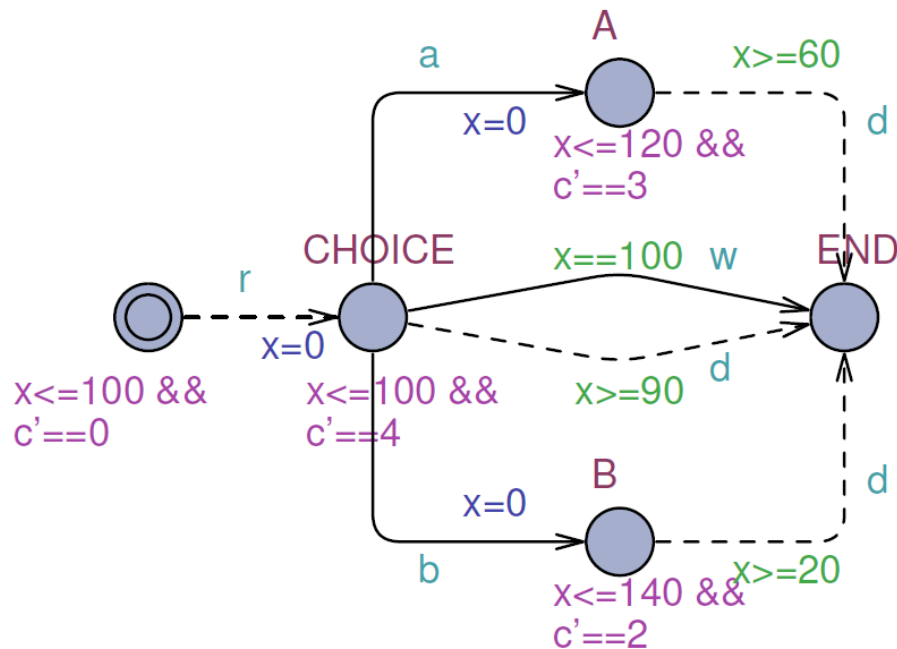 A
a
x>=60
x=0
d
x<=120 &&
c'==3
CHOICE
END
x==100
w
r
x=0
d
x<=100 &&
c'==0
x<=100 &&
c'==4
x>=90
B
x=0
d
b
x>=20
x<=140 &&
c'==2